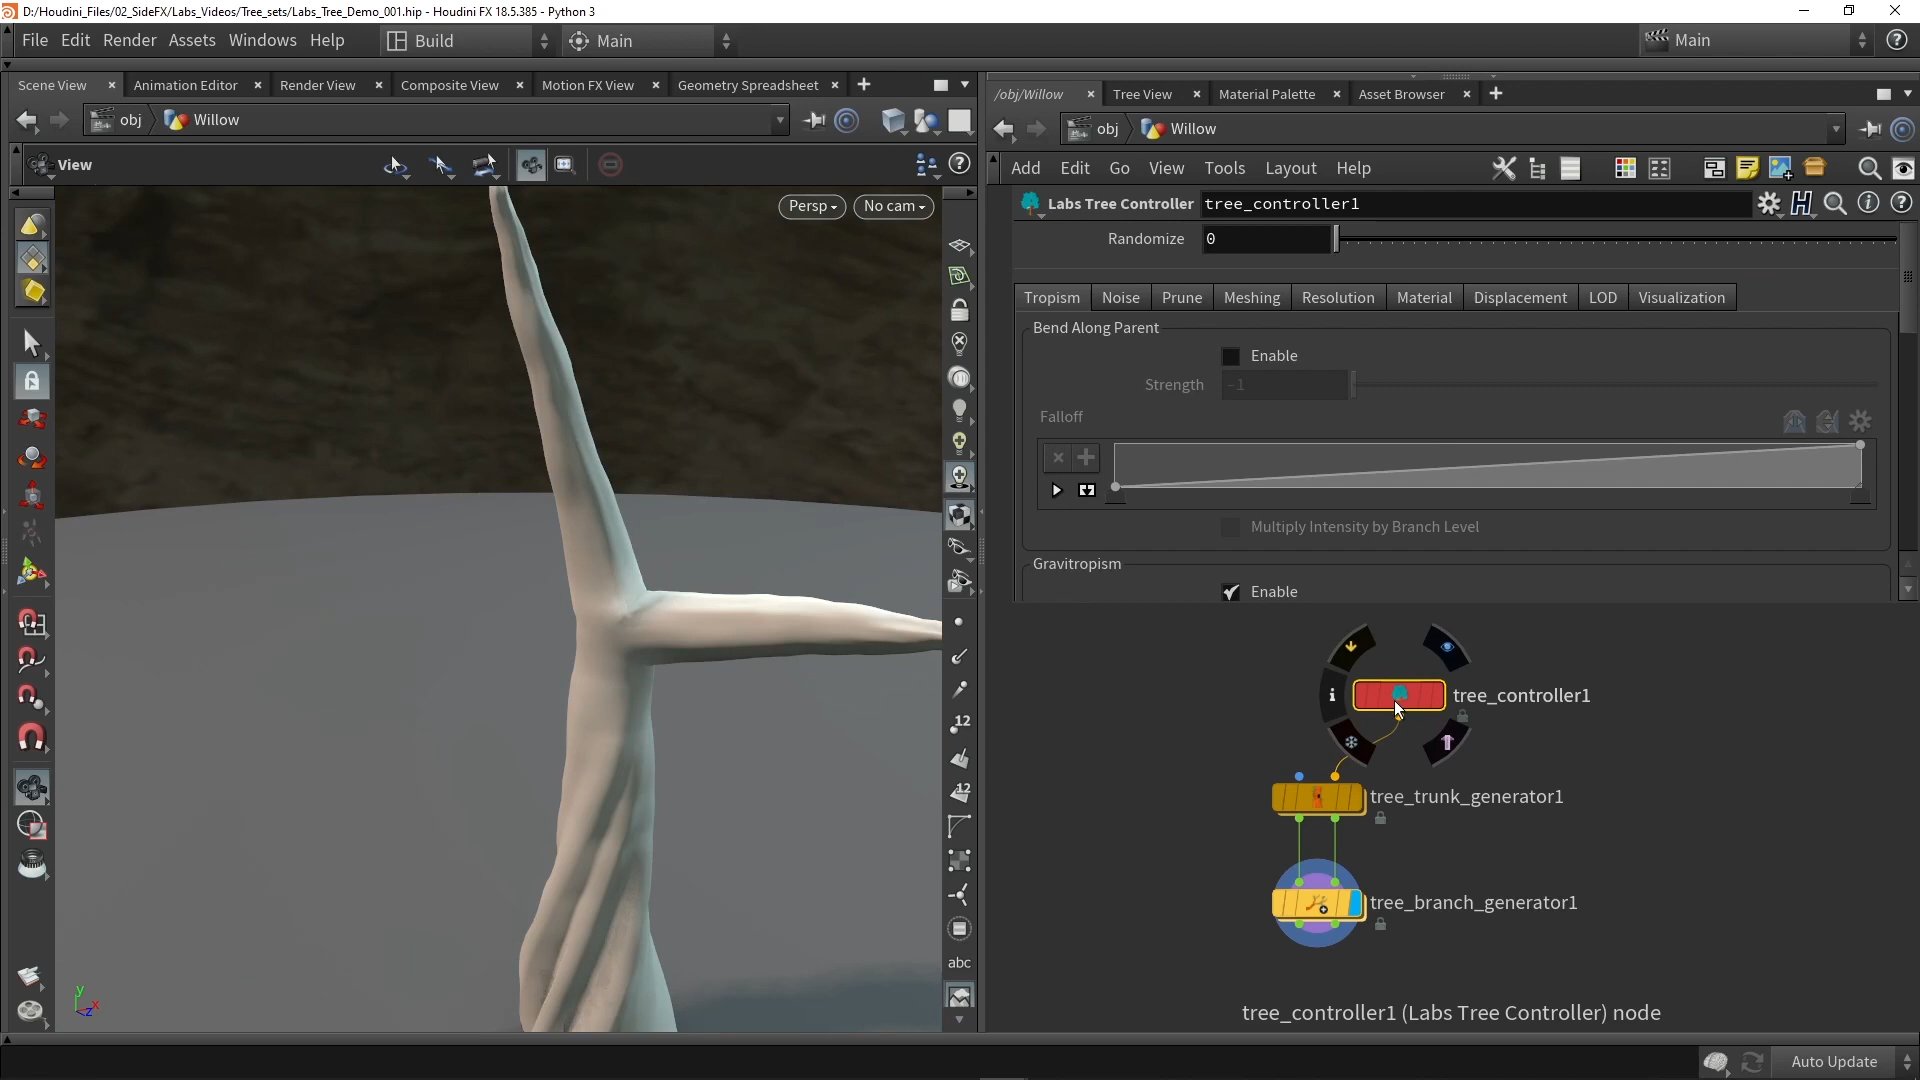 D:/Houdini_Files/02_SideFX/Labs_Videos/Tree_sets/Labs_Tree_Demo_001.hip - Houdini FX 18.5.385 - Python 3
File Edit Render Assets Windows Help Build Main Main
Scene View Animation Editor Render View Composite View Motion FX View Geometry Spreadsheet
obj Willow
View
Persp No cam
12
12
abc
y
x
z
/obj/Willow Tree View Material Palette Asset Browser
obj Willow
Add Edit Go View Tools Layout Help
Labs Tree Controller tree_controller1
Randomize 0
Tropism Noise Prune Meshing Resolution Material Displacement LOD Visualization
Bend Along Parent
Enable
Strength -1
Falloff
Multiply Intensity by Branch Level
Gravitropism
Enable
tree_controller1
tree_trunk_generator1
tree_branch_generator1
tree_controller1 (Labs Tree Controller) node
Auto Update